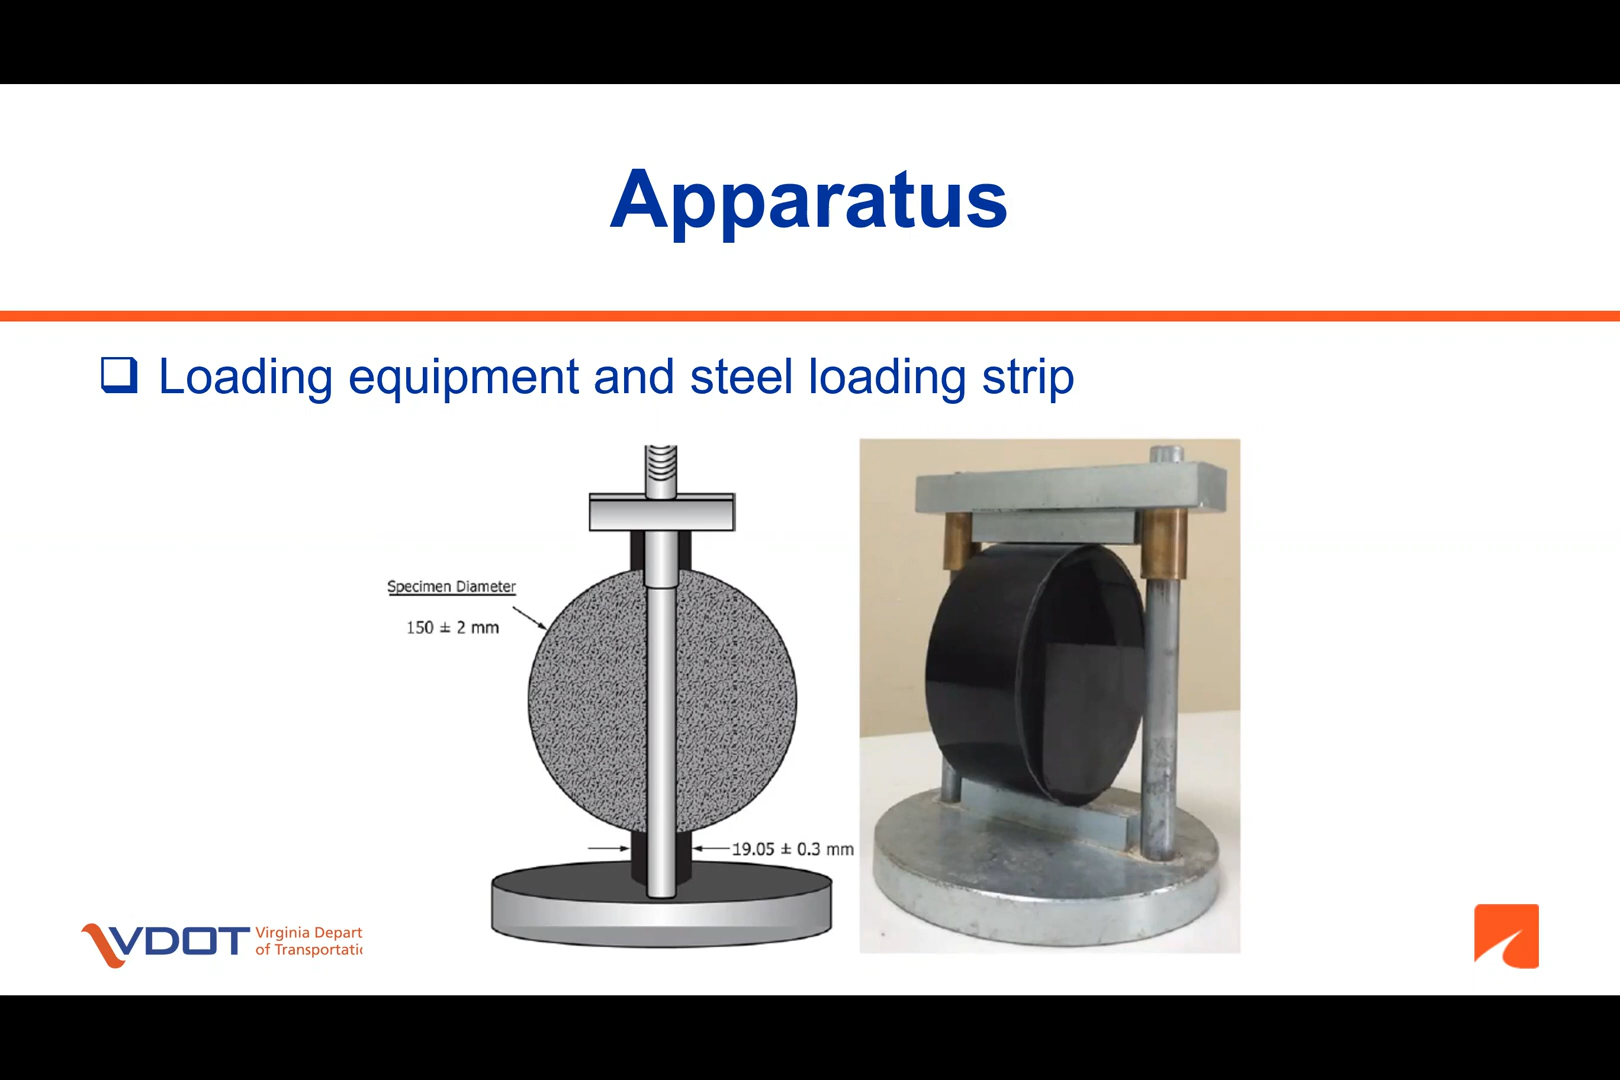 Apparatus
Loading equipment and steel loading strip
Specimen Diameter
150 ± 2 mm
19.05 ± 0.3 mm
VDOT
Virginia Depart
of Transportatic